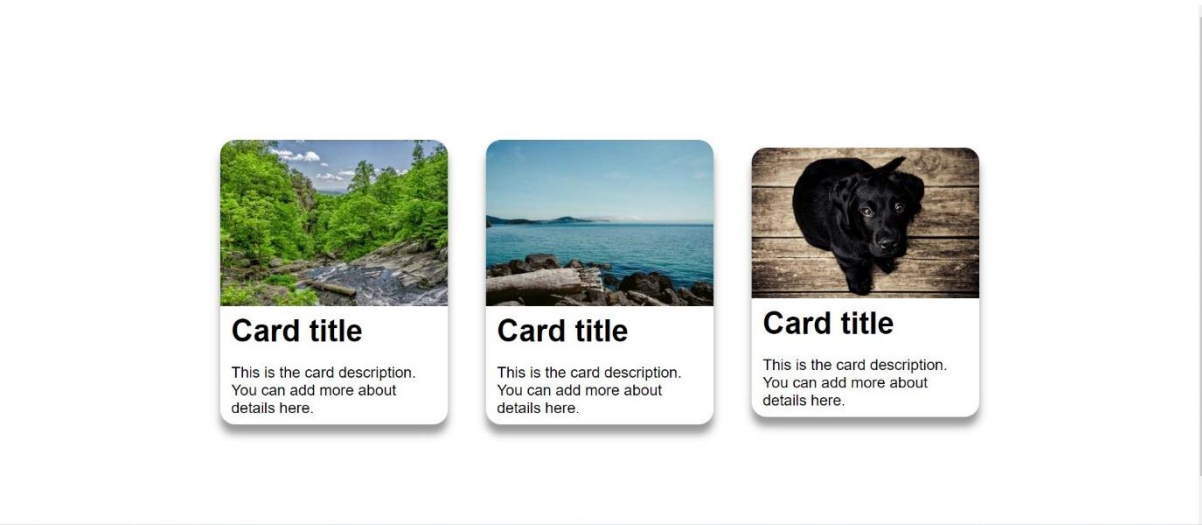 Card title
This is the card description.
You can add more about
details here.
Card title
This is the card description.
You can add more about
details here.
Card title
This is the card description.
You can add more about
details here.